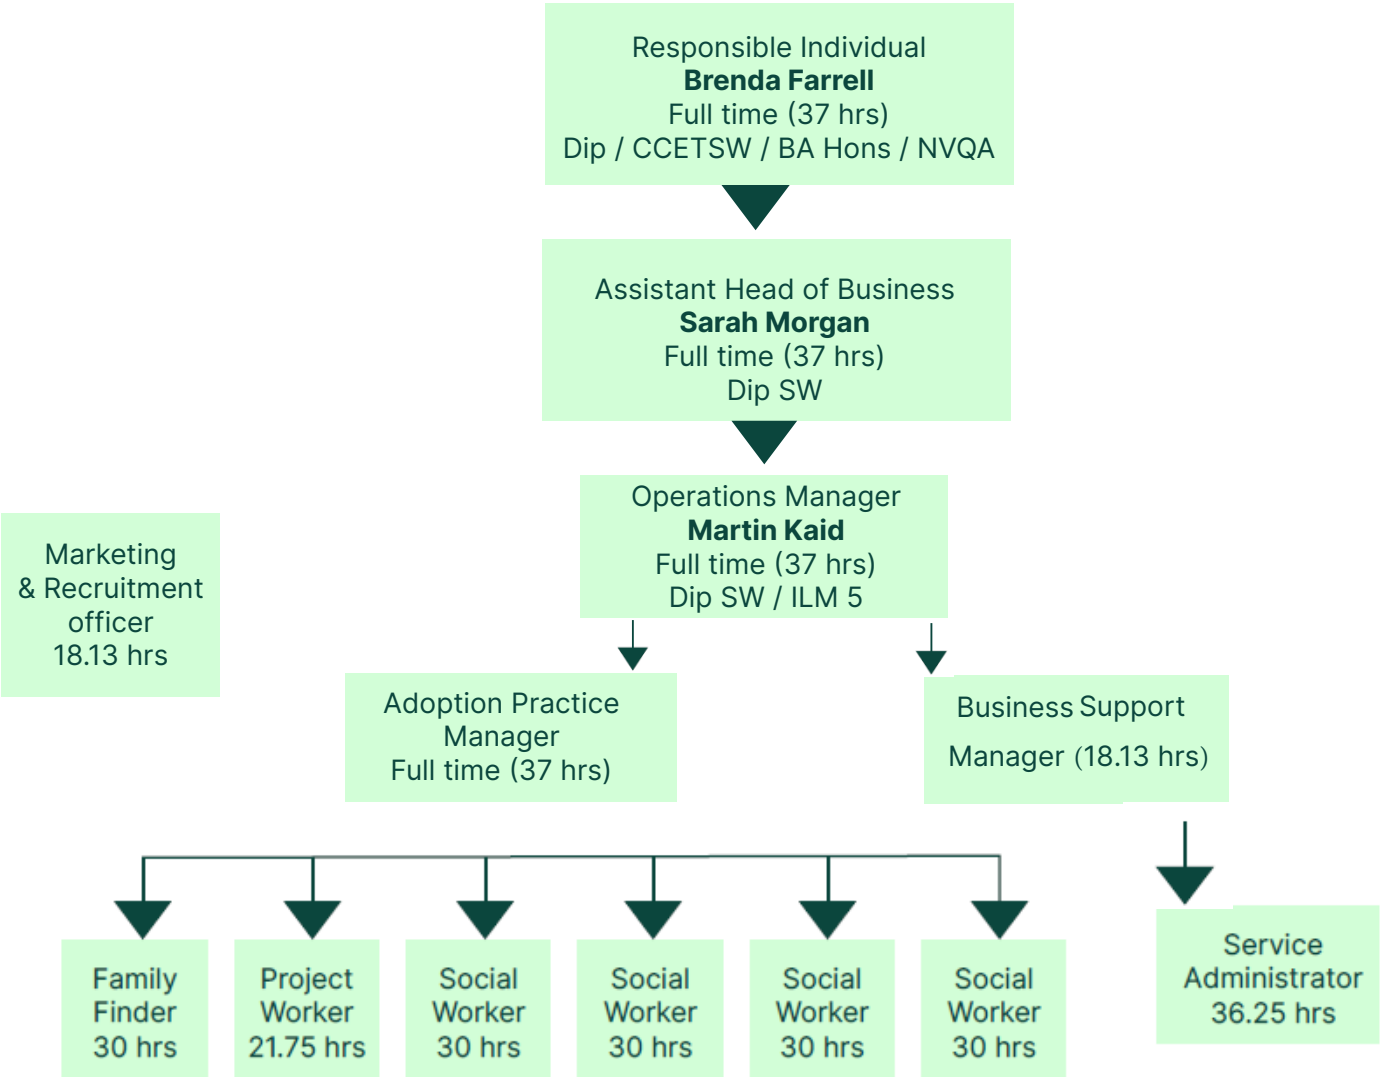 Responsible Individual
Brenda Farrell
Full time (37 hrs)
Dip / CCETSW / BA Hons / NVQA
Assistant Head of Business
Sarah Morgan
Full time (37 hrs)
Dip SW
Operations Manager
Martin Kaid
Full time (37 hrs)
Dip SW / ILM 5
Marketing
& Recruitment
officer
18.13 hrs
Adoption Practice
Manager
Full time (37 hrs)
Business Support
Manager (18.13 hrs)
Family
Finder
30 hrs
Project
Worker
21.75 hrs
Social
Worker
30 hrs
Social
Worker
30 hrs
Social
Worker
30 hrs
Social
Worker
30 hrs
Service
Administrator
36.25 hrs